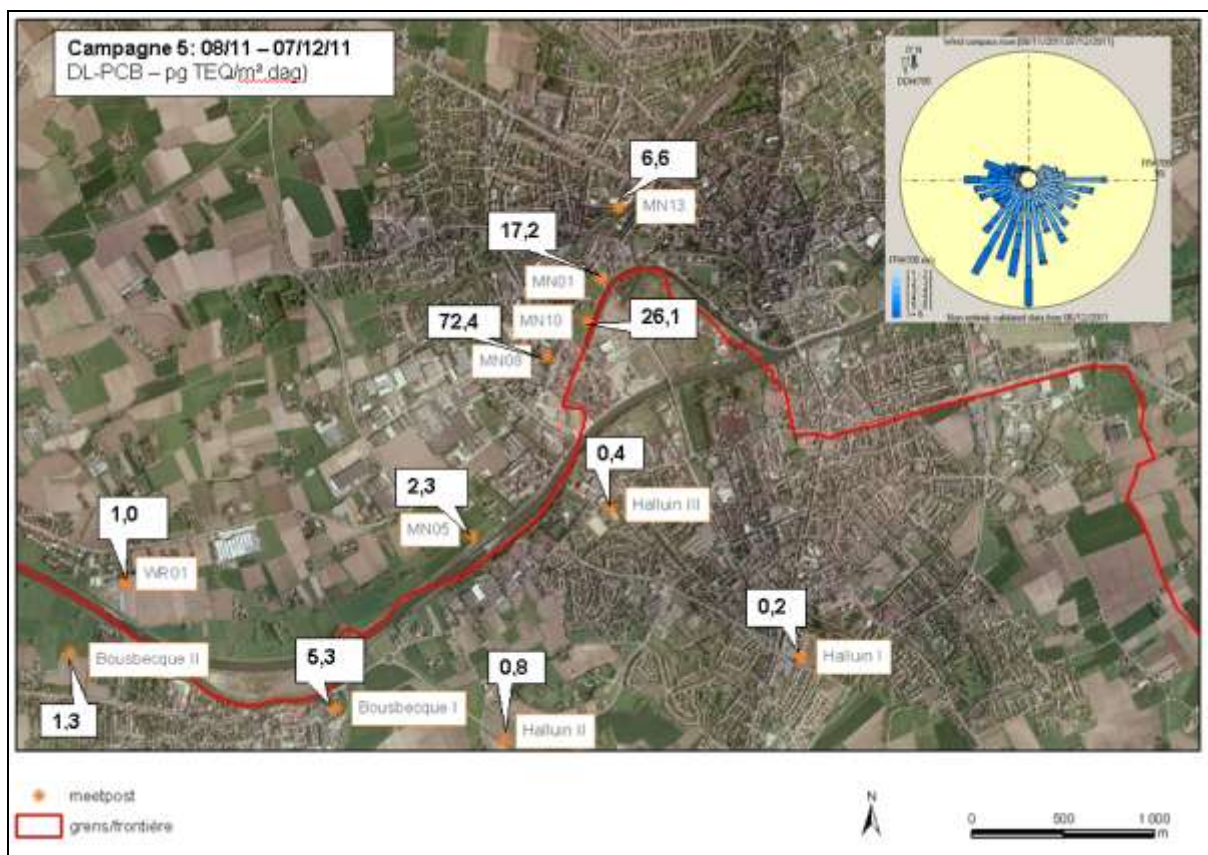 Campagne 5: 08/11 – 07/12/11
DL-PCB – pg TEQ/m² dag)
6,6
MN13
17,2
MN01
MN10
26,1
72,4
MN08
0,4
Halluin III
2,3
MN05
1,0
WR01
0,2
Halluin I
Bousbecque II
1,3
5,3
Bousbecque I
0,8
Halluin II
meetpost
grens/frontière
N
0 500 1 000
m